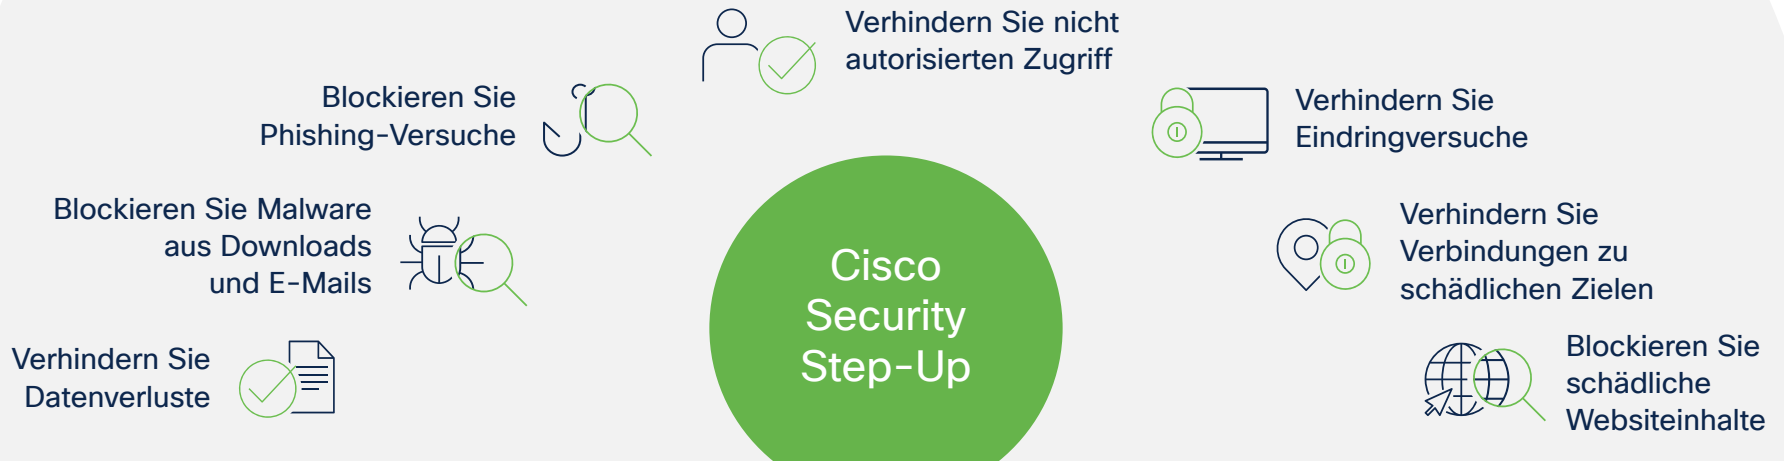 Verhindern Sie nicht
autorisierten Zugriff
Blockieren Sie
Phishing-Versuche
Verhindern Sie
Eindringversuche
Blockieren Sie Malware
aus Downloads
und E-Mails
Verhindern Sie
Verbindungen zu
schädlichen Zielen
Cisco
Security
Step-Up
Verhindern Sie
Datenverluste
Blockieren Sie
schädliche
Websiteinhalte